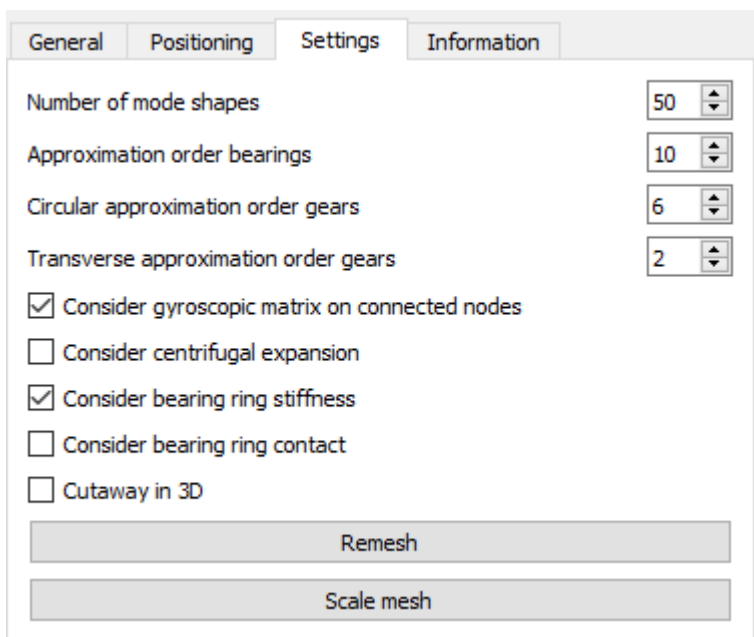 General Positioning Settings Information
Number of mode shapes 50
Approximation order bearings 10
Circular approximation order gears 6
Transverse approximation order gears 2
Consider gyroscopic matrix on connected nodes
Consider centrifugal expansion
Consider bearing ring stiffness
Consider bearing ring contact
Cutaway in 3D
Remesh
Scale mesh